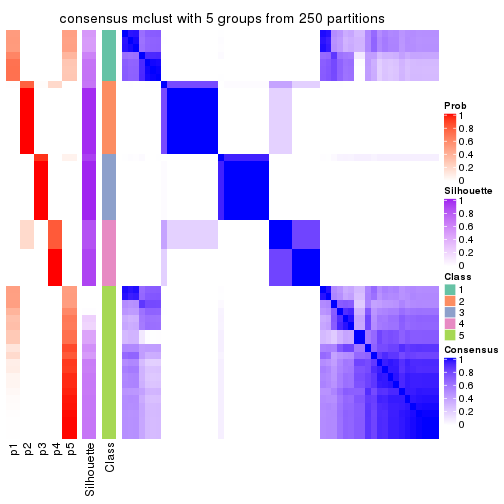 consensus mclust with 5 groups from 250 partitions
Prob
1
0.8
0.6
0.4
0.2
0
Silhouette
1
0.8
0.6
0.4
0.2
0
Class
1
2
3
4
5
Consensus
1
0.8
0.6
0.4
0.2
0
p1
p2
p3
p4
p5
Silhouette
Class